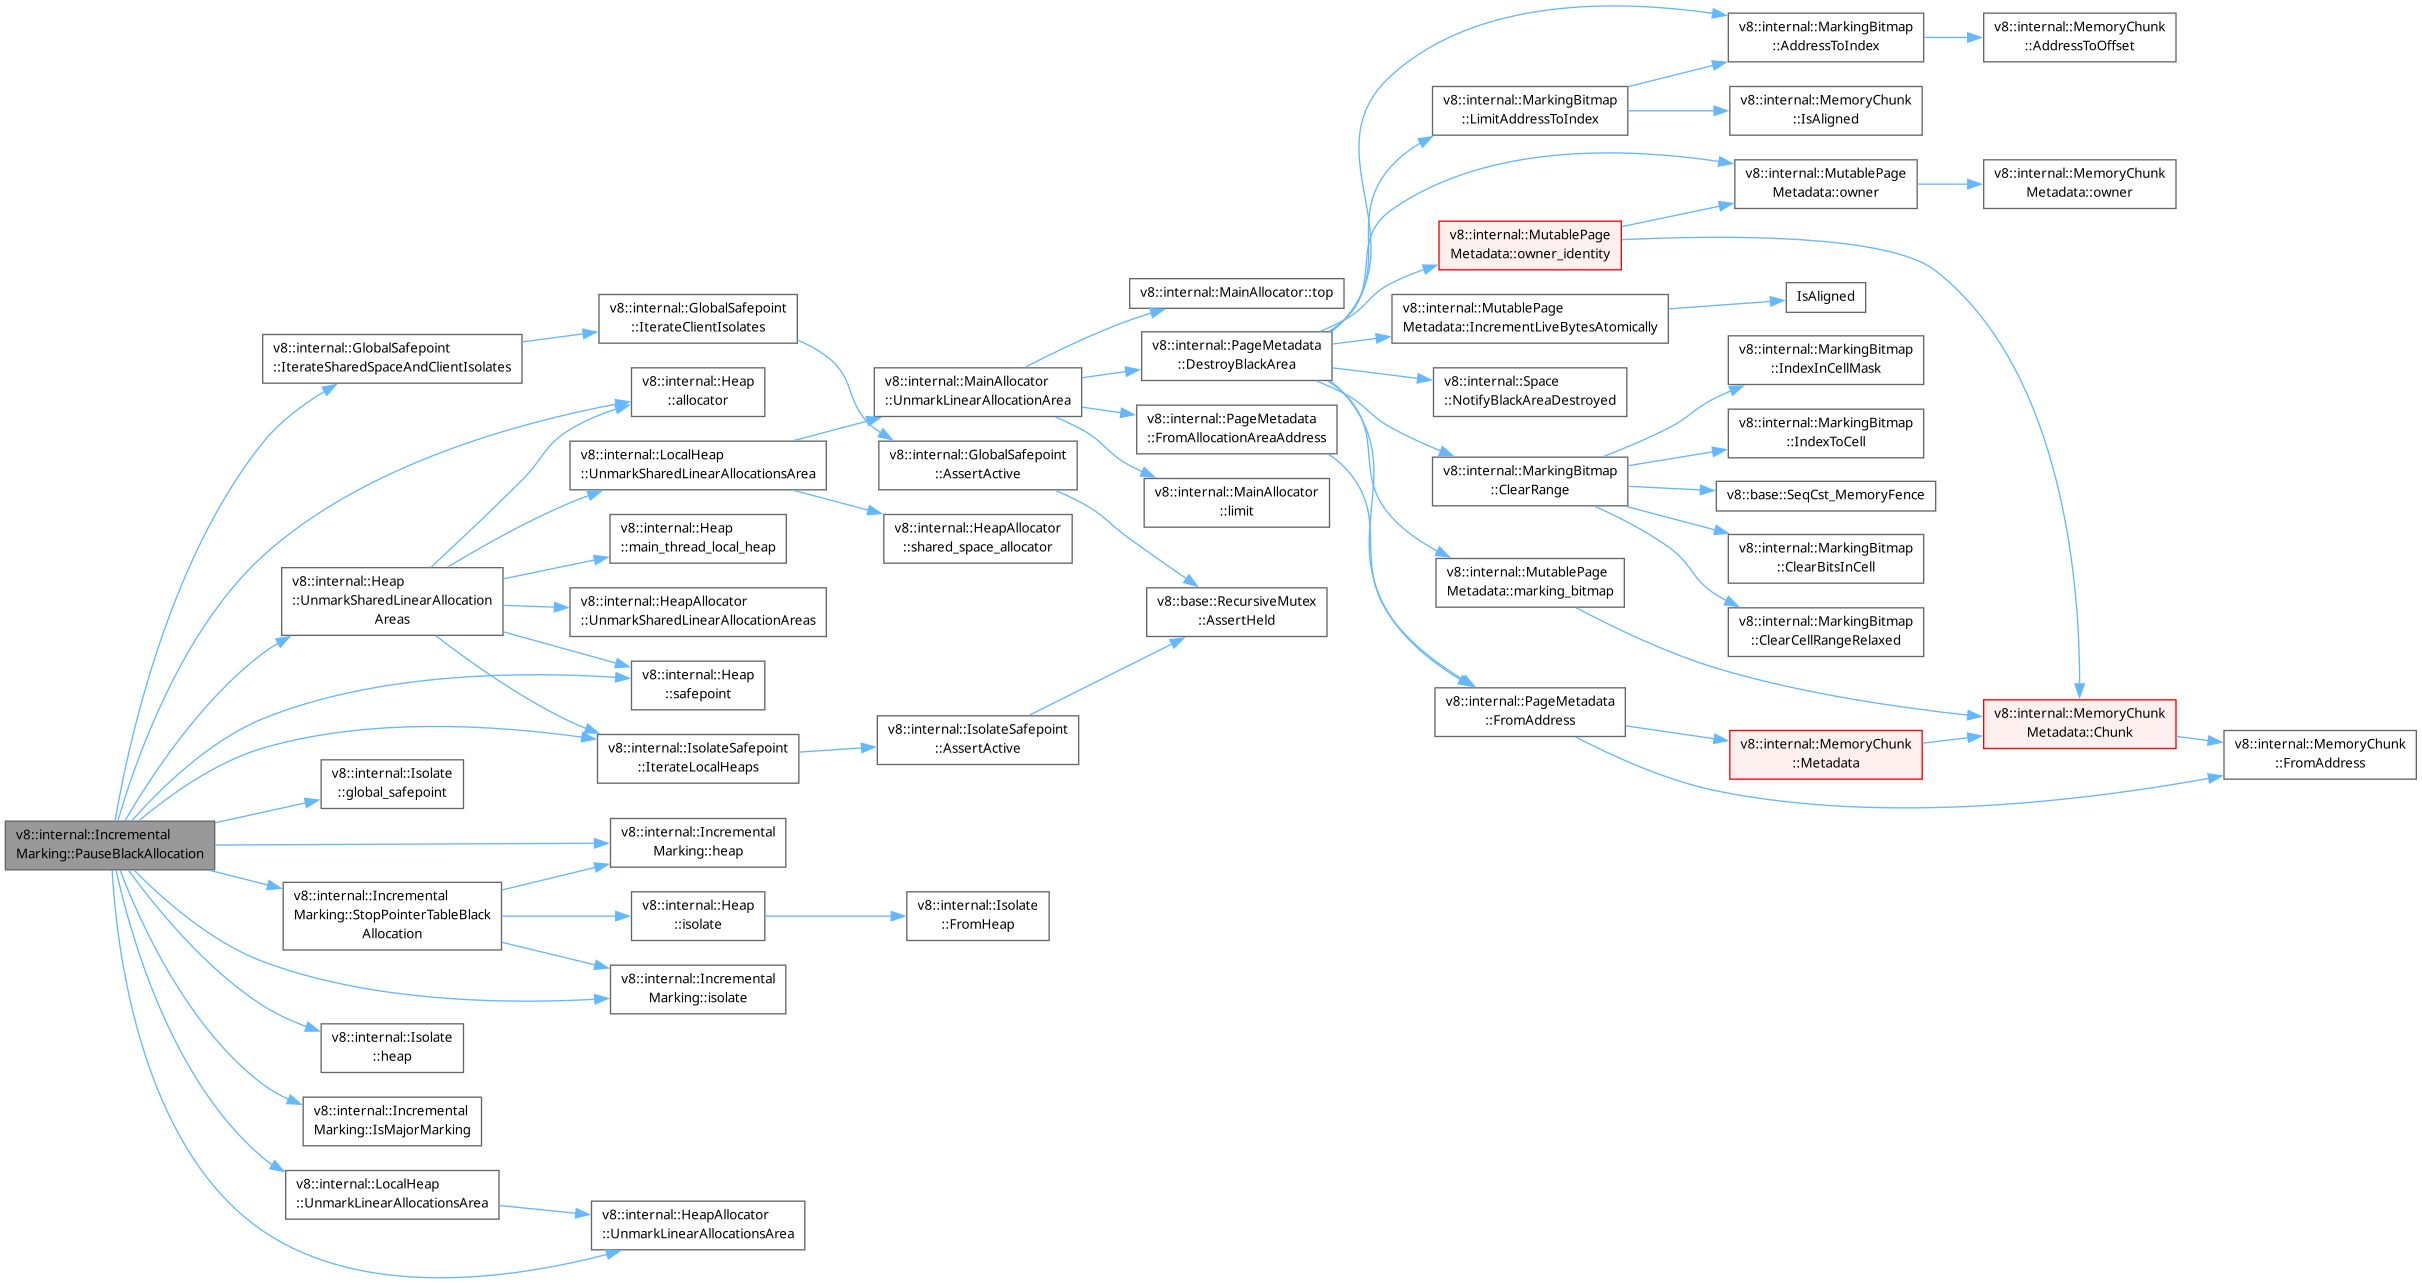 v8::internal::Incremental
Marking::PauseBlackAllocation
v8::internal::GlobalSafepoint
::IterateSharedSpaceAndClientIsolates
v8::internal::Heap
::UnmarkSharedLinearAllocation
Areas
v8::internal::Isolate
::global_safepoint
v8::internal::Incremental
Marking::StopPointerTableBlack
Allocation
v8::internal::Isolate
::heap
v8::internal::Incremental
Marking::IsMajorMarking
v8::internal::LocalHeap
::UnmarkLinearAllocationsArea
v8::internal::GlobalSafepoint
::IterateClientIsolates
v8::internal::Heap
::allocator
v8::internal::LocalHeap
::UnmarkSharedLinearAllocationsArea
v8::internal::Heap
::main_thread_local_heap
v8::internal::HeapAllocator
::UnmarkSharedLinearAllocationAreas
v8::internal::Heap
::safepoint
v8::internal::IsolateSafepoint
::IterateLocalHeaps
v8::internal::Incremental
Marking::heap
v8::internal::Heap
::isolate
v8::internal::Incremental
Marking::isolate
v8::internal::HeapAllocator
::UnmarkLinearAllocationsArea
v8::internal::MainAllocator
::UnmarkLinearAllocationArea
v8::internal::GlobalSafepoint
::AssertActive
v8::internal::HeapAllocator
::shared_space_allocator
v8::internal::IsolateSafepoint
::AssertActive
v8::internal::Isolate
::FromHeap
v8::internal::MainAllocator::top
v8::internal::PageMetadata
::DestroyBlackArea
v8::internal::PageMetadata
::FromAllocationAreaAddress
v8::internal::MainAllocator
::limit
v8::base::RecursiveMutex
::AssertHeld
v8::internal::MarkingBitmap
::LimitAddressToIndex
v8::internal::MutablePage
Metadata::owner_identity
v8::internal::MutablePage
Metadata::IncrementLiveBytesAtomically
v8::internal::Space
::NotifyBlackAreaDestroyed
v8::internal::MarkingBitmap
::ClearRange
v8::internal::MutablePage
Metadata::marking_bitmap
v8::internal::PageMetadata
::FromAddress
v8::internal::MarkingBitmap
::AddressToIndex
v8::internal::MemoryChunk
::IsAligned
v8::internal::MutablePage
Metadata::owner
IsAligned
v8::internal::MarkingBitmap
::IndexInCellMask
v8::internal::MarkingBitmap
::IndexToCell
v8::base::SeqCst_MemoryFence
v8::internal::MarkingBitmap
::ClearBitsInCell
v8::internal::MarkingBitmap
::ClearCellRangeRelaxed
v8::internal::MemoryChunk
::Metadata
v8::internal::MemoryChunk
::AddressToOffset
v8::internal::MemoryChunk
Metadata::owner
v8::internal::MemoryChunk
Metadata::Chunk
v8::internal::MemoryChunk
::FromAddress